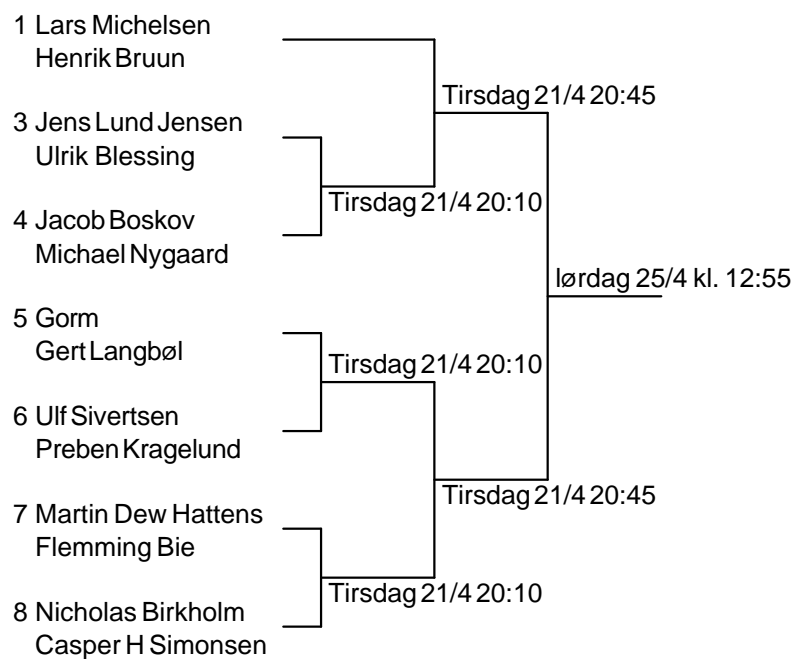 1 Lars Michelsen
Henrik Bruun
Tirsdag 21/4 20:45
3 Jens Lund Jensen
Ulrik Blessing
Tirsdag 21/4 20:10
4 Jacob Boskov
Michael Nygaard
lørdag 25/4 kl. 12:55
5 Gorm
Gert Langbøl
Tirsdag 21/4 20:10
6 Ulf Sivertsen
Preben Kragelund
Tirsdag 21/4 20:45
7 Martin Dew Hattens
Flemming Bie
Tirsdag 21/4 20:10
8 Nicholas Birkholm
Casper H Simonsen